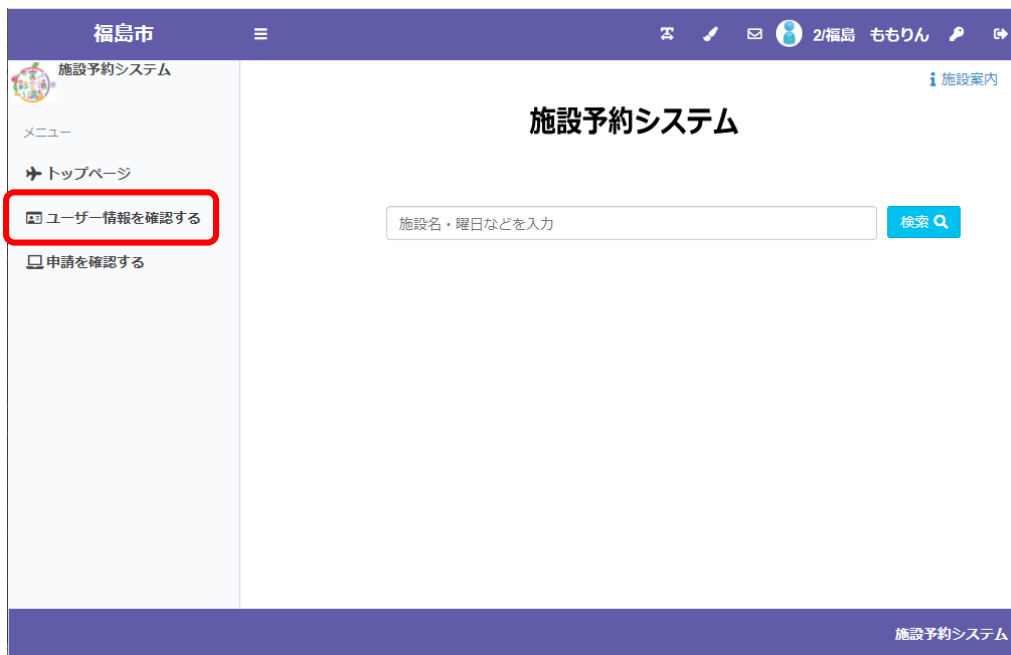 福島市
2/福島 ももりん
施設予約システム
施設案内
施設予約システム
メニュー
トップページ
ユーザー情報を確認する
施設名・曜日などを入力
検索
申請を確認する
施設予約システム